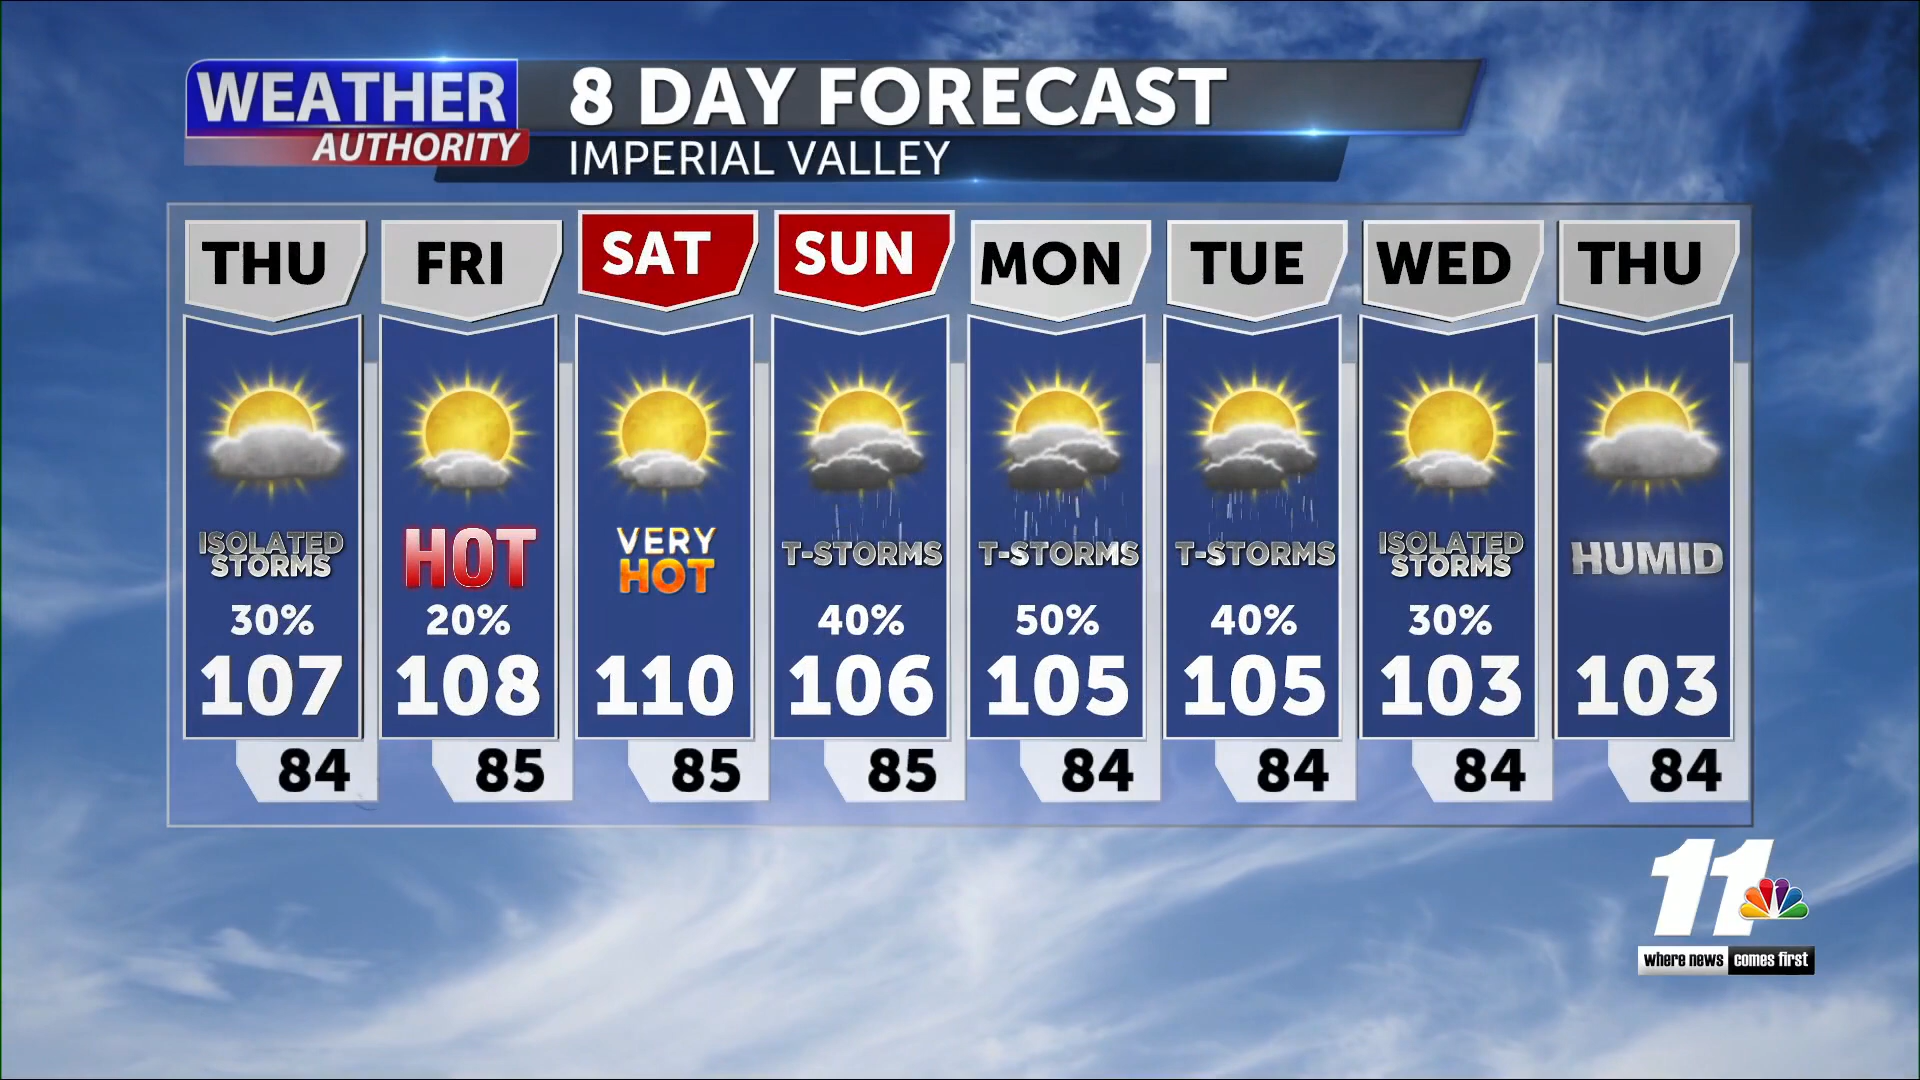 WEATHER
AUTHORITY
8 DAY FORECAST
IMPERIAL VALLEY
THU FRI SAT SUN MON TUE WED THU
ISOLATED
STORMS
HOT
VERY
HOT
T-STORMS
T-STORMS
T-STORMS
ISOLATED
STORMS
HUMID
30% 20% 40% 50% 40% 30%
107 108 110 106 105 105 103 103
84 85 85 85 84 84 84 84
11
where news comes first